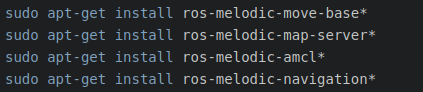 sudo apt-get install ros-melodic-move-base*
sudo apt-get install ros-melodic-map-server*
sudo apt-get install ros-melodic-amcl*
sudo apt-get install ros-melodic-navigation*